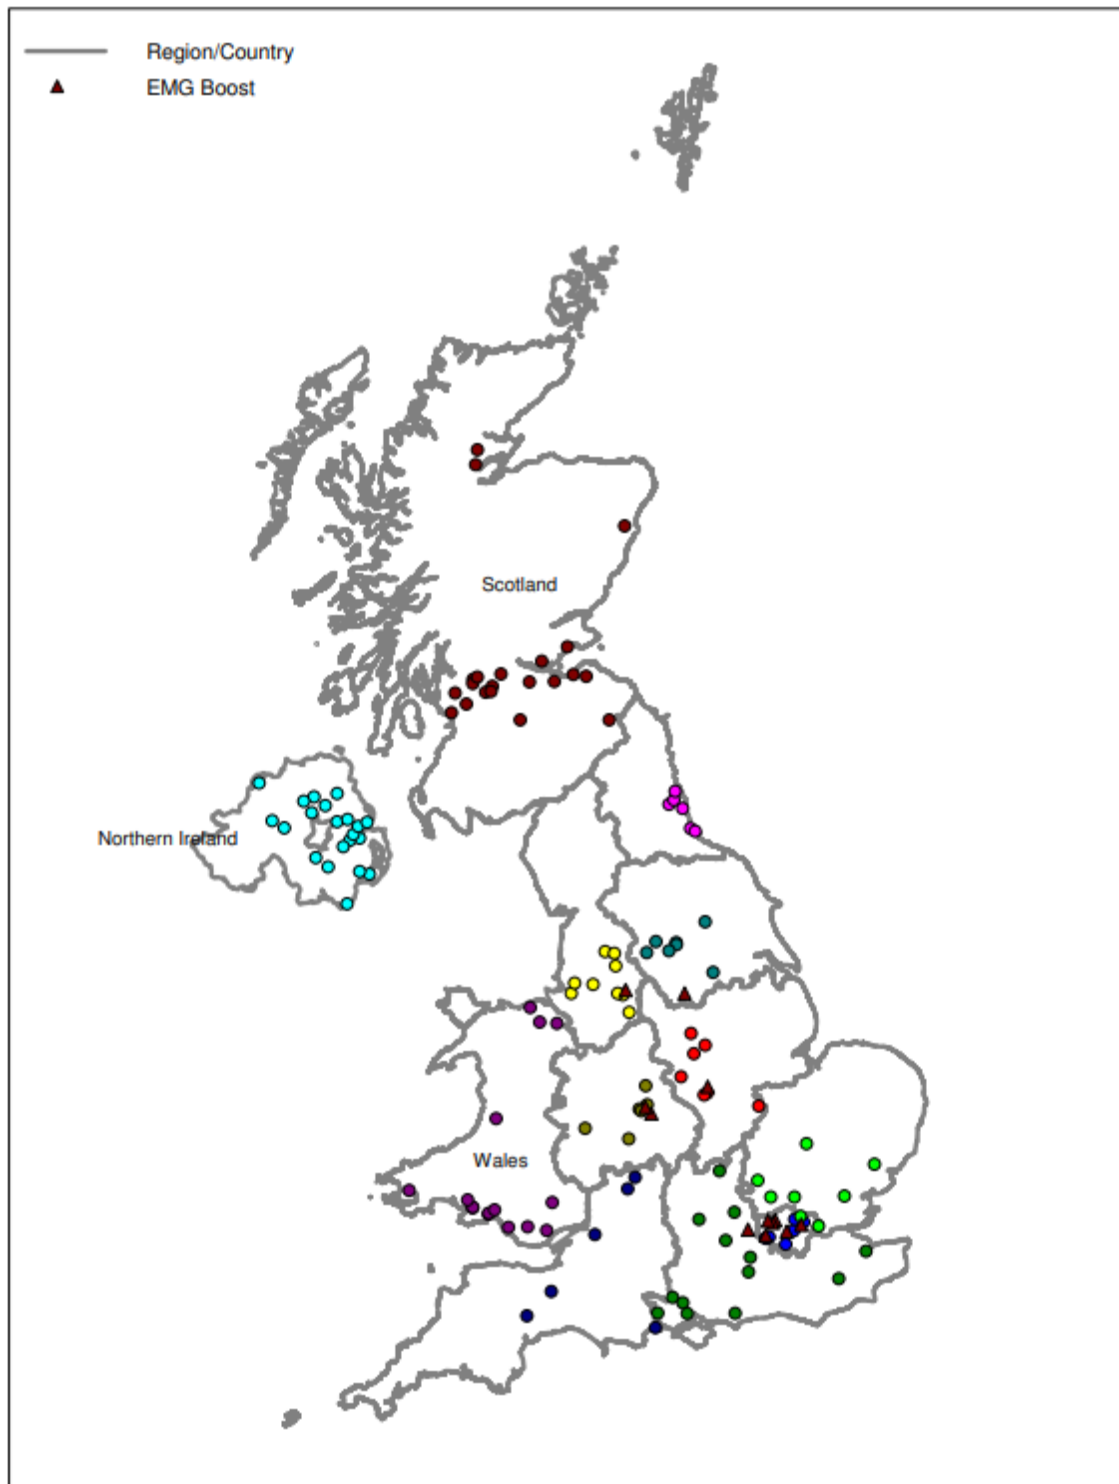 Region/Country
EMG Boost
Scotland
Northern Ireland
Wales